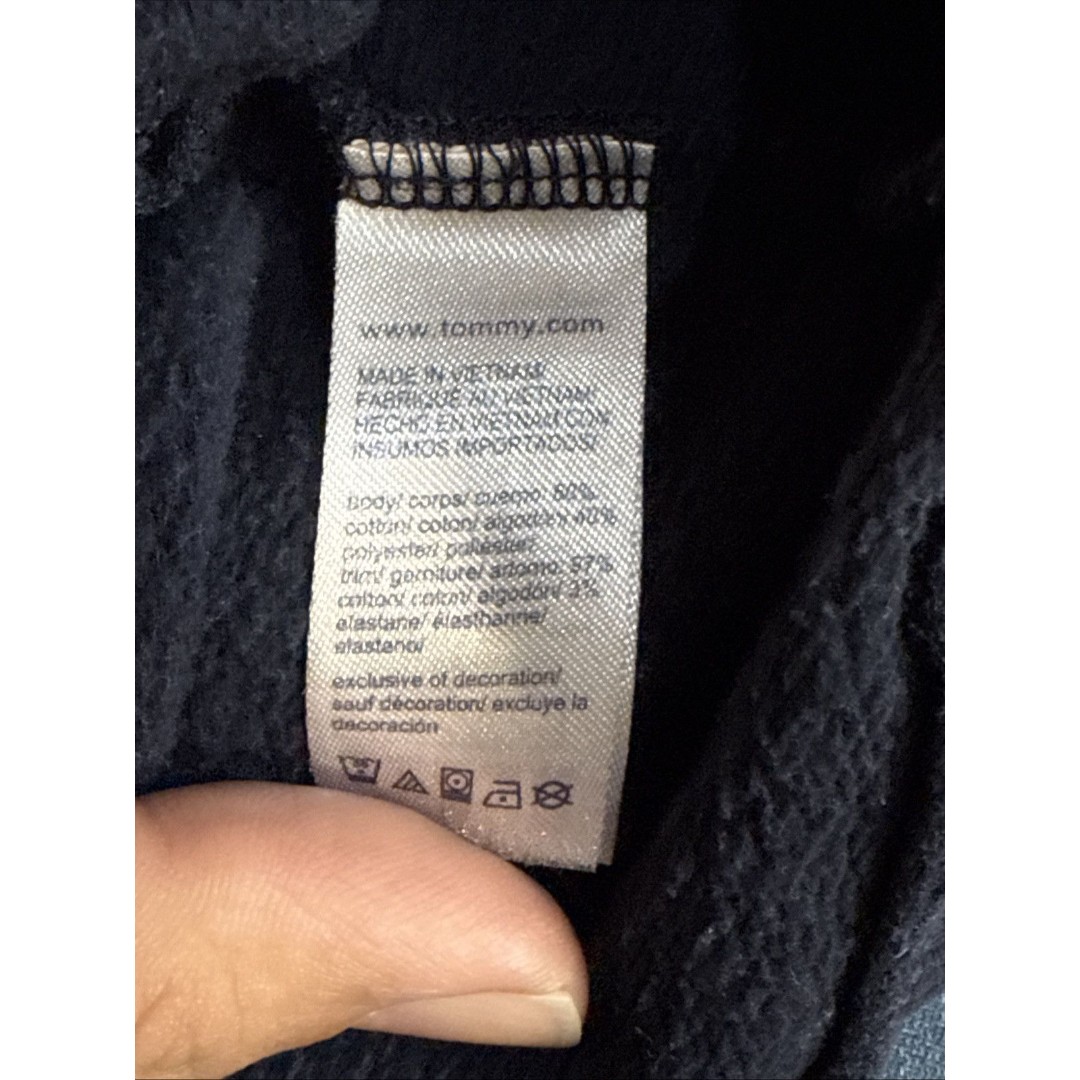 www.tommy.com
MADE IN VIETNAM/
FABRIQUE AU VIETNAM/
HECHO EN VIETNAM CON
INSUMOS IMPORTADOS/
body/ corps/ cuerpo: 60%
cotton/ coton/ algodón/ 40%
polyester/ poliéster/
trim/ garniture/ adorno: 97%
cotton/ coton/ algodón/ 3%
elastane/ élasthanne/
elastano/
exclusive of decoration/
sauf décoration/ excluye la
decoración